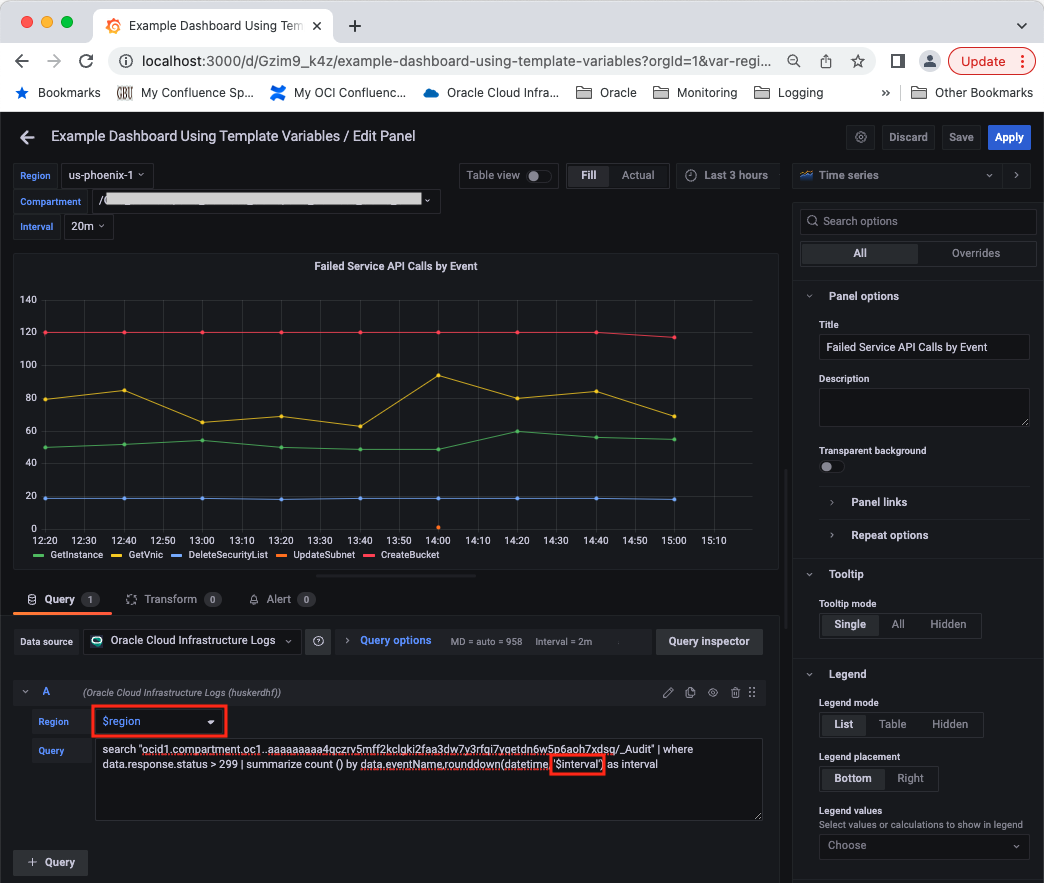 Example Dashboard Using Tem
localhost:3000/d/Gzim9_k4z/example-dashboard-using-template-variables?orgId=1&var-regi...
Update
Bookmarks
My Confluence Sp...
My OCI Confluenc...
Oracle Cloud Infra...
Oracle
Monitoring
Logging
»
Other Bookmarks
Example Dashboard Using Template Variables / Edit Panel
Discard
Save
Apply
Region
us-phoenix-1
Table view
Fill
Actual
Last 3 hours
Time series
Compartment
Interval
20m
Search options
All
Overrides
Failed Service API Calls by Event
140
120
100
80
60
40
20
0
12:20 12:30 12:40 12:50 13:00 13:10 13:20 13:30 13:40 13:50 14:00 14:10 14:20 14:30 14:40 14:50 15:00 15:10
GetInstance GetVnic DeleteSecurityList UpdateSubnet CreateBucket
Panel options
Title
Failed Service API Calls by Event
Description
Transparent background
Panel links
Repeat options
Tooltip
Tooltip mode
Single
All
Hidden
Legend
Legend mode
List
Table
Hidden
Legend placement
Bottom
Right
Legend values
Select values or calculations to show in legend
Choose
Query 1
Transform 0
Alert 0
Data source
Oracle Cloud Infrastructure Logs
Query options
MD = auto = 958
Interval = 2m
Query inspector
A
(Oracle Cloud Infrastructure Logs (huskerdhf))
Region
$region
Query
search "ocid1.compartment.oc1..aaaaaaaaa4qczrv5mff2kclgki2faa3dw7y3rfqi7yqetdn6w5p6aoh7xdsq/_Audit" | where
data.response.status > 299 | summarize count () by data.eventName,rounddown(datetime,'$interval') as interval
+ Query